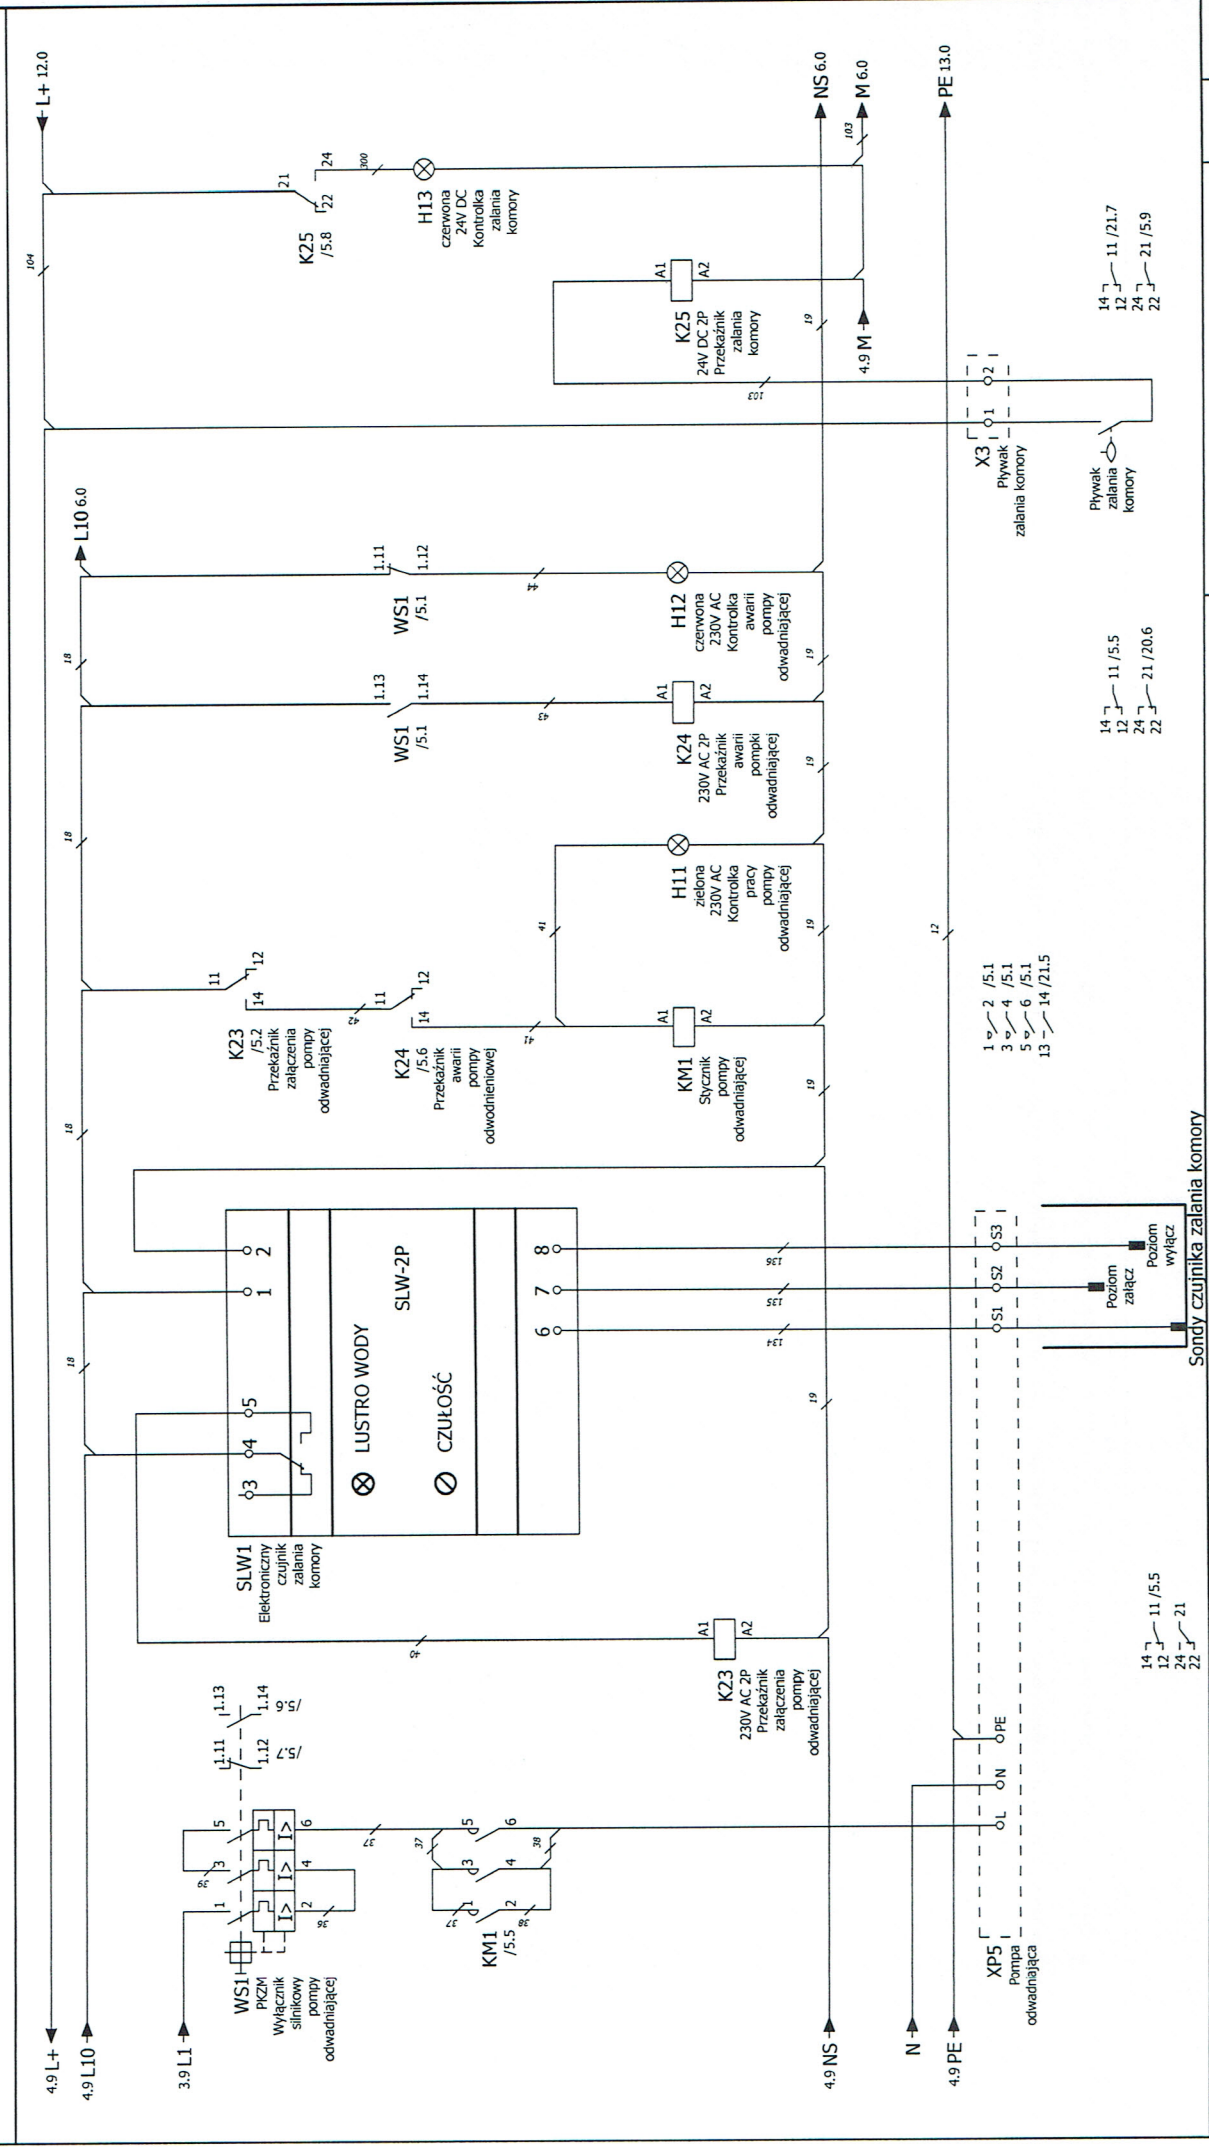 4.9 L+
L+ 12.0
104
4.9 L10
L10 6.0
18
18
18
18
18
3.9 L1
WS1
PKZM
Wyłącznik
silnikowy
pompy
odwadniającej
1
3
5
39
2
4
6
36
37
1.11
1.12
/5.7
1.13
1.14
/5.6
KM1
/5.5
1
3
5
2
4
6
37
37
38
38
40
K23
230V AC 2P
Przekaźnik
załączenia
pompy
odwadniającej
A1
A2
SLW1
Elektroniczny
czujnik
zalania
komory
3
4
5
1
2
LUSTRO WODY
SLW-2P
CZUŁOŚĆ
6
7
8
134
135
136
K23
/5.2
Przekaźnik
załączenia
pompy
odwadniającej
11
12
14
42
K24
/5.6
Przekaźnik
awarii
pompy
odwodnieniowej
11
12
14
41
41
KM1
Stycznik
pompy
odwadniającej
A1
A2
H11
zielona
230V AC
Kontrolka
pracy
pompy
odwadniającej
WS1
/5.1
1.13
1.14
43
K24
230V AC 2P
Przekaźnik
awarii
pompki
odwadniającej
A1
A2
WS1
/5.1
1.11
1.12
44
H12
czerwona
230V AC
Kontrolka
awarii
pompy
odwadniającej
K25
/5.8
21
22
24
300
H13
czerwona
24V DC
Kontrolka
zalania
komory
K25
24V DC 2P
Przekaźnik
zalania
komory
A1
A2
103
4.9 M
M 6.0
103
4.9 NS
NS 6.0
19
19
19
19
19
19
N
4.9 PE
PE 13.0
12
XP5
Pompa
odwadniająca
L
N
PE
S1
S2
S3
Poziom
załącz
Poziom
wyłącz
Sondy czujnika zalania komory
X3
Pływak
zalania komory
1
2
Pływak
zalania
komory
14
12
11 /5.5
24
22
21
1 2 /5.1
3 4 /5.1
5 6 /5.1
13 14 /21.5
14
12
11 /5.5
24
22
21 /20.6
14
12
11 /21.7
24
22
21 /5.9